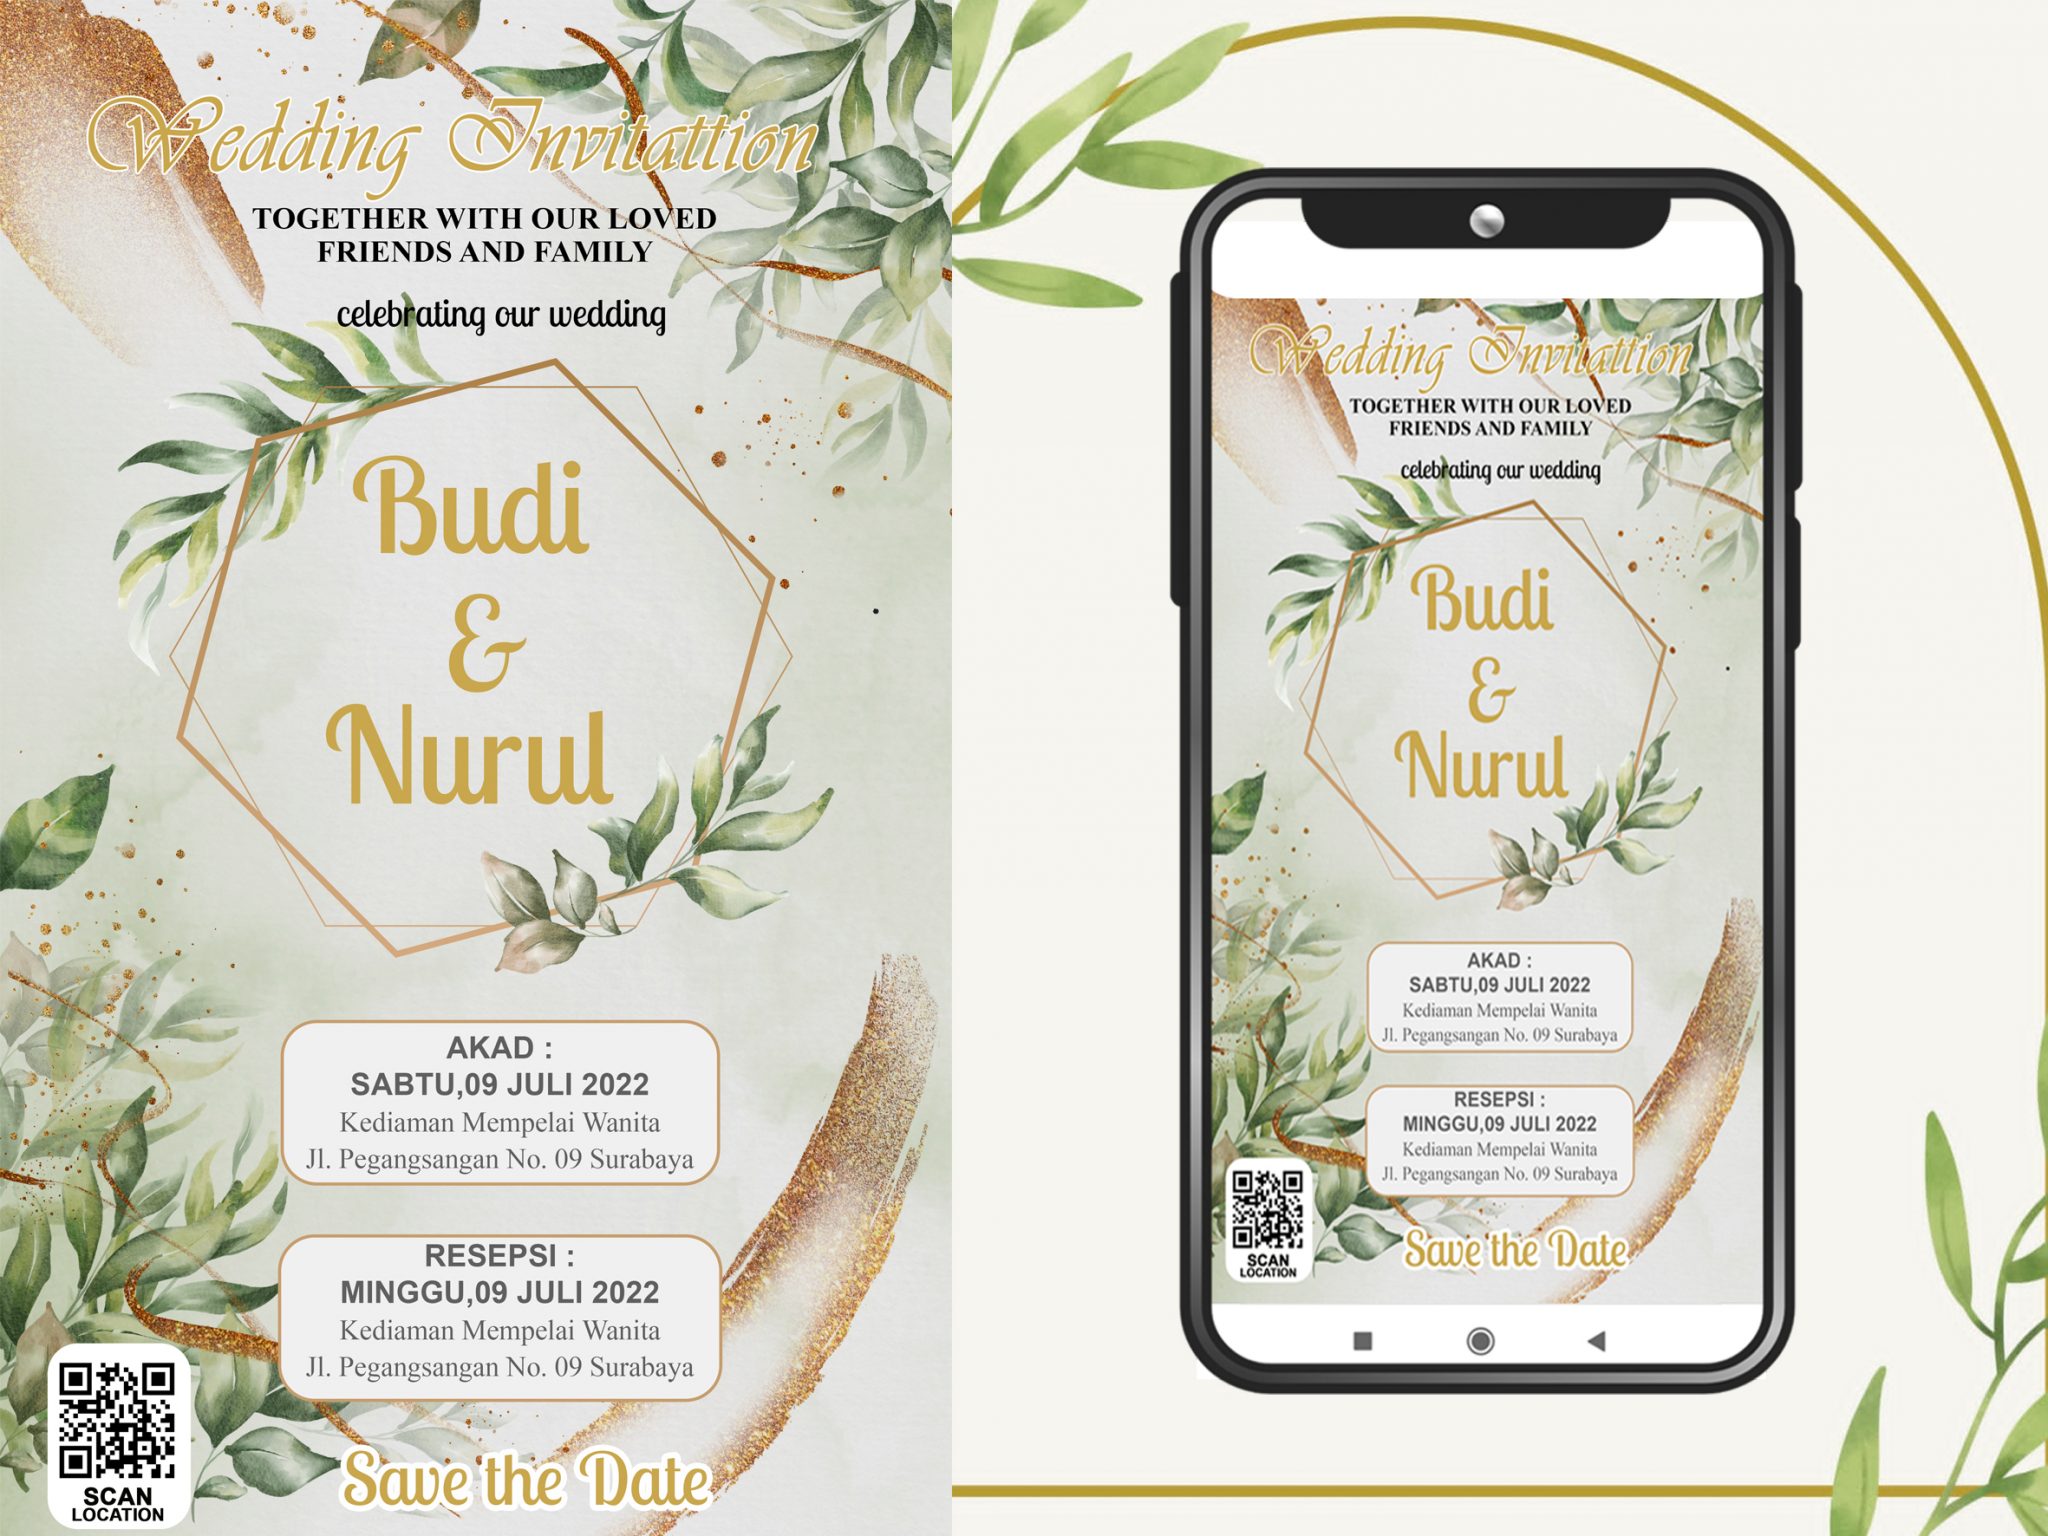 Wedding Invitattion
TOGETHER WITH OUR LOVED
FRIENDS AND FAMILY
celebrating our wedding
Budi
&
Nurul
AKAD :
SABTU,09 JULI 2022
Kediaman Mempelai Wanita
Jl. Pegangsangan No. 09 Surabaya
RESEPSI :
MINGGU,09 JULI 2022
Kediaman Mempelai Wanita
Jl. Pegangsangan No. 09 Surabaya
SCAN
LOCATION
Save the Date
Wedding Invitattion
TOGETHER WITH OUR LOVED
FRIENDS AND FAMILY
celebrating our wedding
Budi
&
Nurul
AKAD :
SABTU,09 JULI 2022
Kediaman Mempelai Wanita
Jl. Pegangsangan No. 09 Surabaya
RESEPSI :
MINGGU,09 JULI 2022
Kediaman Mempelai Wanita
Jl. Pegangsangan No. 09 Surabaya
SCAN
LOCATION
Save the Date